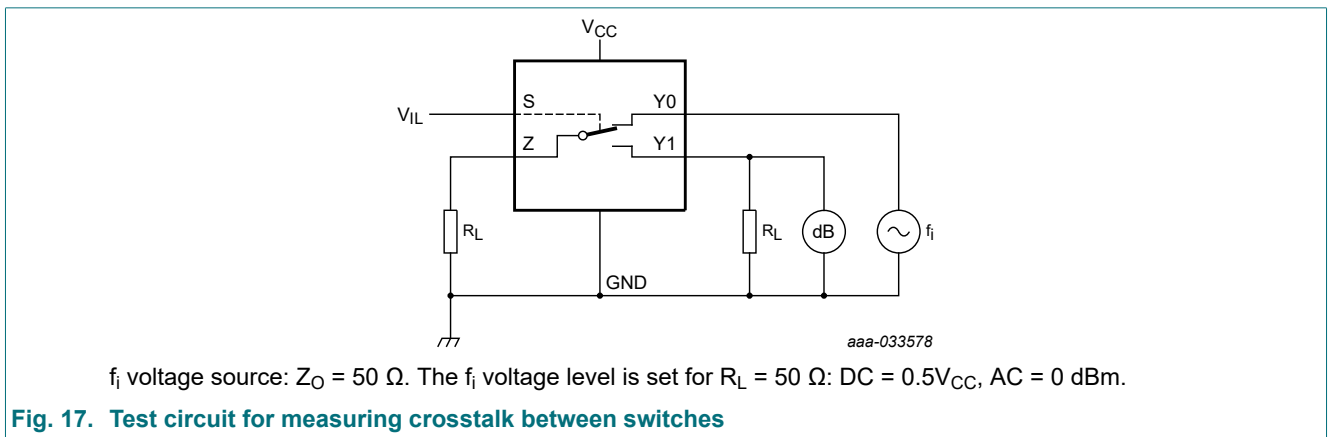 VCC
S
Y0
VIL
Z
Y1
RL
RL
dB
fi
GND
aaa-033578
fi voltage source: ZO = 50 Ω. The fi voltage level is set for RL = 50 Ω: DC = 0.5VCC, AC = 0 dBm.
Fig. 17. Test circuit for measuring crosstalk between switches